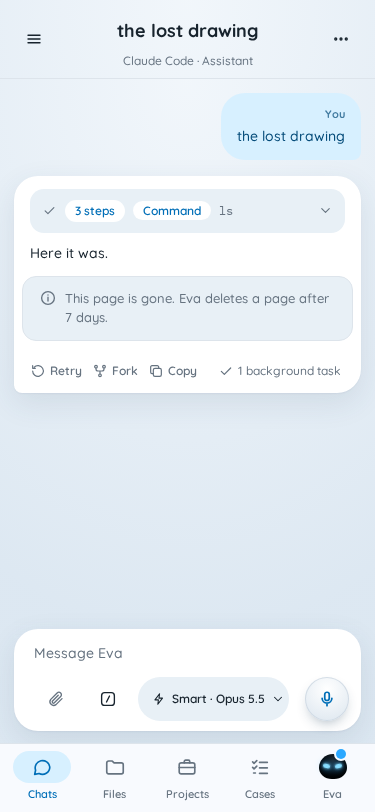 the lost drawing
Claude Code · Assistant
You
the lost drawing
3 steps
Command
1s
Here it was.
This page is gone. Eva deletes a page after
7 days.
Retry
Fork
Copy
1 background task
Message Eva
Smart · Opus 5.5
Chats
Files
Projects
Cases
Eva